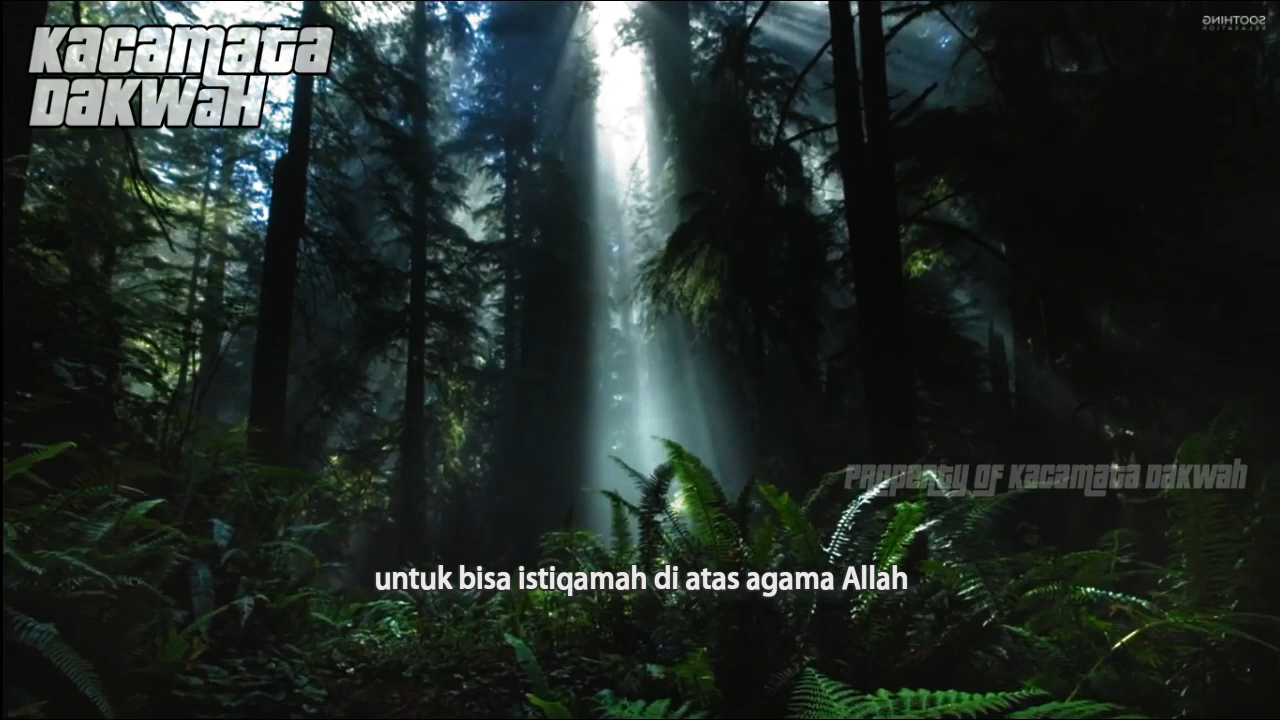 Kacamata
Dakwah
SOOTHING
RELAXATION
Property of Kacamata Dakwah
untuk bisa istiqamah di atas agama Allah